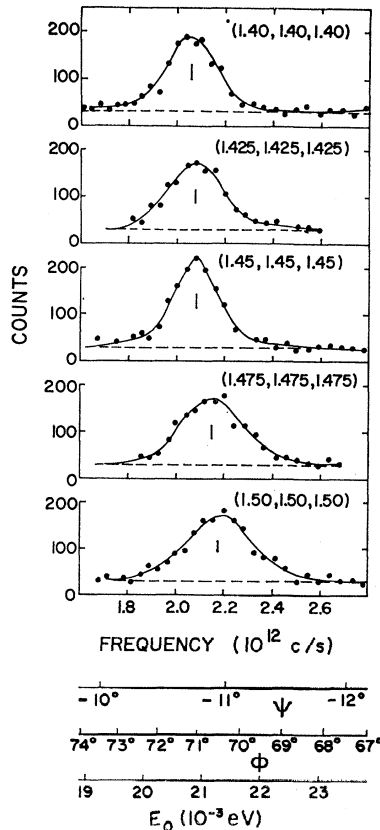 (1.40, 1.40, 1.40)
200
100
0
(1.425, 1.425, 1.425)
200
100
0
(1.45, 1.45, 1.45)
200
100
0
COUNTS
(1.475, 1.475, 1.475)
200
100
0
(1.50, 1.50, 1.50)
200
100
0
1.8 2.0 2.2 2.4 2.6
FREQUENCY (10¹² c/s)
-10° -11° -12°
ψ
74° 73° 72° 71° 70° 69° 68° 67°
Φ
19 20 21 22 23
E₀ (10⁻³ eV)